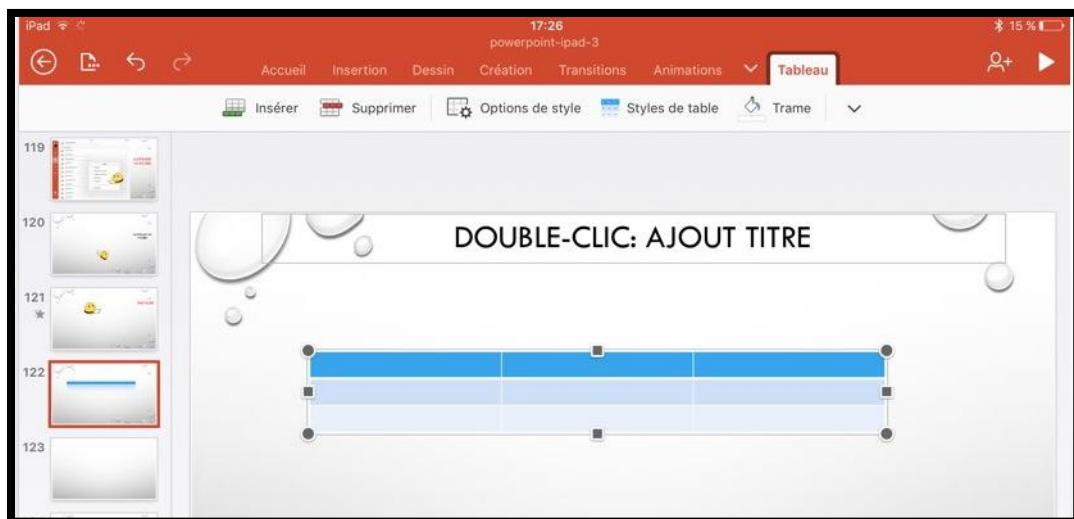 iPad 17:26 15 %
powerpoint-ipad-3
Accueil Insertion Dessin Création Transitions Animations Tableau
Insérer Supprimer Options de style Styles de table Trame
119
120
DOUBLE-CLIC: AJOUT TITRE
121
122
123